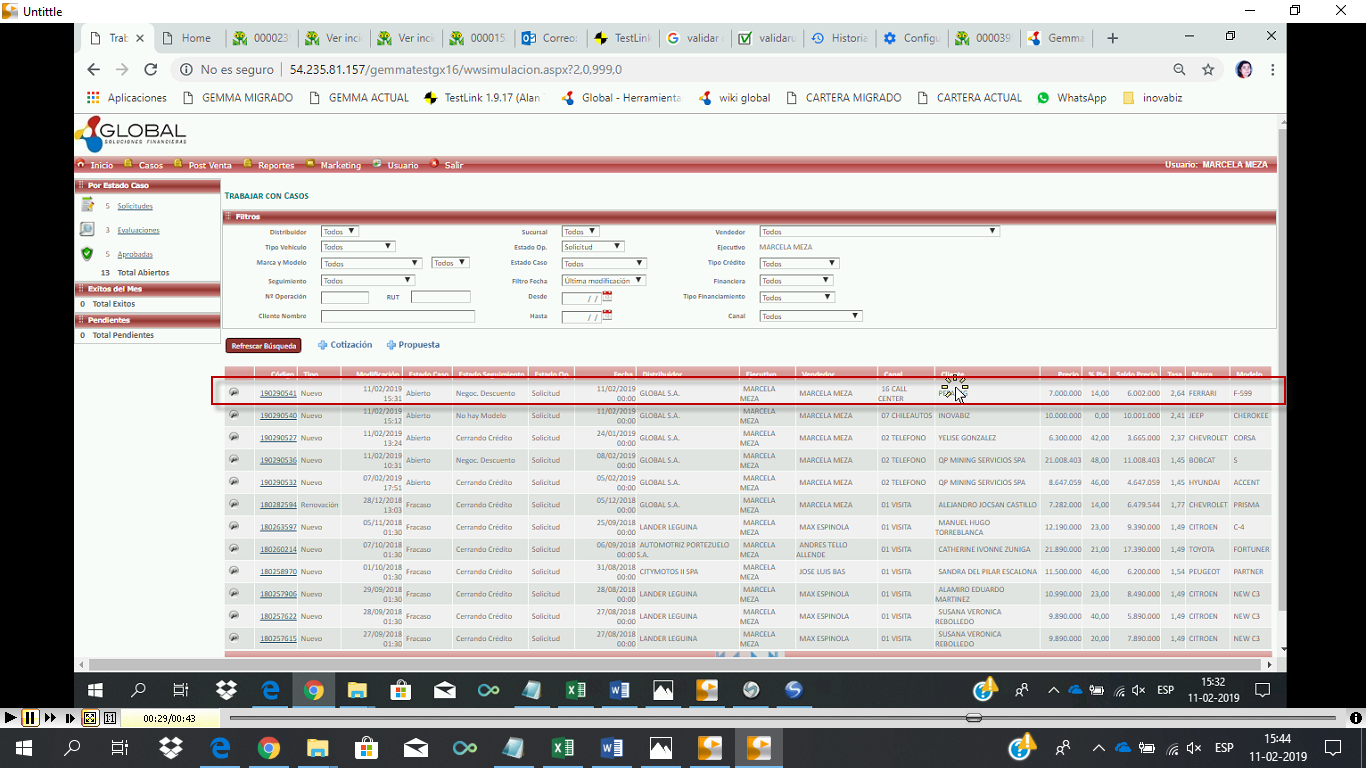 Untittle
Trab
Home
000023
Ver inc
Ver inc
000015
Correo:
TestLink
validar
validaru
Historia
Configu
000039
Gemma
No es seguro | 54.235.81.157/gemmatestgx16/wwsimulacion.aspx?2,0,999,0
Aplicaciones GEMMA MIGRADO GEMMA ACTUAL TestLink 1.9.17 (Alan Global - Herramienta wiki global CARTERA MIGRADO CARTERA ACTUAL WhatsApp inovabiz
GLOBAL
SOLUCIONES FINANCIERAS
Inicio Casos Post Venta Reportes Marketing Usuario Salir Usuario: MARCELA MEZA
Por Estado Caso
5 Solicitudes
3 Evaluaciones
5 Aprobadas
13 Total Abiertos
Exitos del Mes
0 Total Exitos
Pendientes
0 Total Pendientes
TRABAJAR CON CASOS
Filtros
Distribuidor Todos Sucursal Todos Vendedor Todos
Tipo Vehículo Todos Estado Op. Solicitud Ejecutivo MARCELA MEZA
Marca y Modelo Todos Todos Estado Caso Todos Tipo Crédito Todos
Seguimiento Todos Filtro Fecha Última modificación Financiera Todos
Nº Operación RUT Desde / / Tipo Financiamiento Todos
Cliente Nombre Hasta / / Canal Todos
Refrescar Búsqueda Cotización Propuesta
Código Tipo Modificación Estado Caso Estado Seguimiento Estado Op. Fecha Distribuidor Ejecutivo Vendedor Canal Cliente Precio % Pie Saldo Precio Tasa Marca Modelo
190290541 Nuevo 11/02/2019 15:31 Abierto Negoc. Descuento Solicitud 11/02/2019 00:00 GLOBAL S.A. MARCELA MEZA MARCELA MEZA 16 CALL CENTER 7.000.000 14,00 6.002.000 2,64 FERRARI F-599
190290540 Nuevo 11/02/2019 15:12 Abierto No hay Modelo Solicitud 11/02/2019 00:00 GLOBAL S.A. MARCELA MEZA MARCELA MEZA 07 CHILEAUTOS INOVABIZ 10.000.000 0,00 10.001.000 2,41 JEEP CHEROKEE
190290527 Nuevo 11/02/2019 13:24 Abierto Cerrando Crédito Solicitud 24/01/2019 00:00 GLOBAL S.A. MARCELA MEZA MARCELA MEZA 02 TELEFONO YELISE GONZALEZ 6.300.000 42,00 3.665.000 2,37 CHEVROLET CORSA
190290536 Nuevo 11/02/2019 10:31 Abierto Negoc. Descuento Solicitud 08/02/2019 00:00 GLOBAL S.A. MARCELA MEZA MARCELA MEZA 02 TELEFONO QP MINING SERVICIOS SPA 21.008.403 48,00 11.008.403 1,45 BOBCAT S
190290532 Nuevo 07/02/2019 17:51 Abierto Cerrando Crédito Solicitud 05/02/2019 00:00 GLOBAL S.A. MARCELA MEZA MARCELA MEZA 02 TELEFONO QP MINING SERVICIOS SPA 8.647.059 46,00 4.647.059 1,45 HYUNDAI ACCENT
180282594 Renovación 28/12/2018 13:03 Fracaso Cerrando Crédito Solicitud 05/12/2018 00:00 GLOBAL S.A. MARCELA MEZA MARCELA MEZA 01 VISITA ALEJANDRO JOCSAN CASTILLO 7.282.000 14,00 6.479.544 1,77 CHEVROLET PRISMA
180263597 Nuevo 05/11/2018 01:30 Fracaso Cerrando Crédito Solicitud 25/09/2018 00:00 LANDER LEGUINA MARCELA MEZA MAX ESPINOLA 01 VISITA MANUEL HUGO TORREBLANCA 12.190.000 23,00 9.390.000 1,49 CITROEN C-4
180260214 Nuevo 07/10/2018 01:30 Fracaso Cerrando Crédito Solicitud 06/09/2018 00:00 AUTOMOTRIZ PORTEZUELO S.A. MARCELA MEZA ANDRES TELLO ALLENDE 01 VISITA CATHERINE IVONNE ZUNIGA 21.890.000 21,00 17.390.000 1,49 TOYOTA FORTUNER
180258970 Nuevo 01/10/2018 01:30 Fracaso Cerrando Crédito Solicitud 31/08/2018 00:00 CITYMOTOS II SPA MARCELA MEZA JOSE LUIS BAS 01 VISITA SANDRA DEL PILAR ESCALONA 11.500.000 46,00 6.200.000 1,54 PEUGEOT PARTNER
180257906 Nuevo 29/09/2018 01:30 Fracaso Cerrando Crédito Solicitud 28/08/2018 00:00 LANDER LEGUINA MARCELA MEZA MAX ESPINOLA 01 VISITA ALAMIRO EDUARDO MARTINEZ 10.990.000 23,00 8.490.000 1,49 CITROEN NEW C3
180257622 Nuevo 28/09/2018 01:30 Fracaso Cerrando Crédito Solicitud 27/08/2018 00:00 LANDER LEGUINA MARCELA MEZA MAX ESPINOLA 01 VISITA SUSANA VERONICA REBOLLEDO 9.890.000 40,00 5.890.000 1,49 CITROEN NEW C3
180257615 Nuevo 27/09/2018 01:30 Fracaso Cerrando Crédito Solicitud 27/08/2018 00:00 LANDER LEGUINA MARCELA MEZA MAX ESPINOLA 01 VISITA SUSANA VERONICA REBOLLEDO 9.890.000 20,00 7.890.000 1,49 CITROEN NEW C3
ESP 15:32
11-02-2019
00:29/00:43
ESP 15:44
11-02-2019